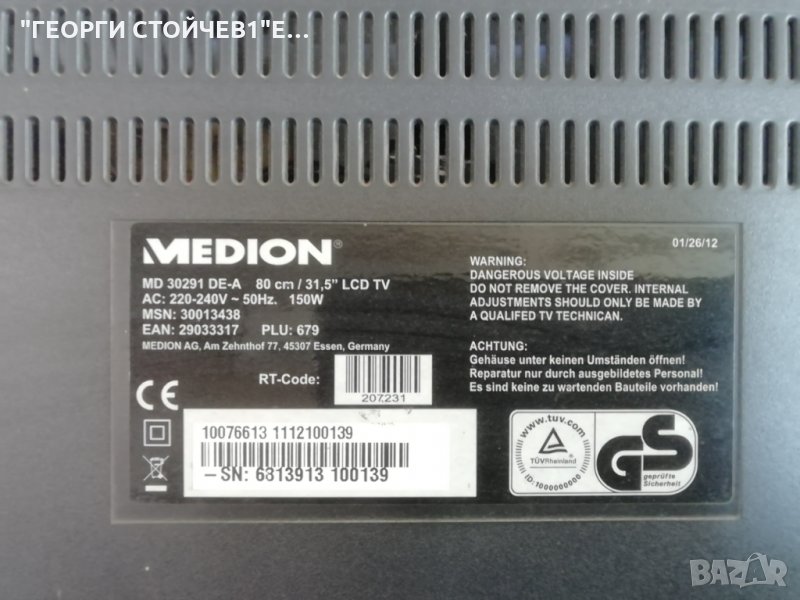 "ГЕОРГИ СТОЙЧЕВ1"Е...
MEDION®
MD 30291 DE-A 80 cm / 31,5” LCD TV
AC: 220-240V ~ 50Hz. 150W
MSN: 30013438
EAN: 29033317 PLU: 679
MEDION AG, Am Zehnthof 77, 45307 Essen, Germany
RT-Code:
207231
CE
10076613 1112100139
-SN: 6813913 100139
01/26/12
WARNING:
DANGEROUS VOLTAGE INSIDE
DO NOT REMOVE THE COVER. INTERNAL
ADJUSTMENTS SHOULD ONLY BE MADE BY
A QUALIFED TV TECHNICAN.
ACHTUNG:
Gehäuse unter keinen Umständen öffnen!
Reparatur nur durch ausgebildetes Personal!
Es sind keine zu wartenden Bauteile vorhanden!
www.tuv.com
TÜVRheinland
ID:1000000000
GS
geprüfte
Sicherheit
BAZAR